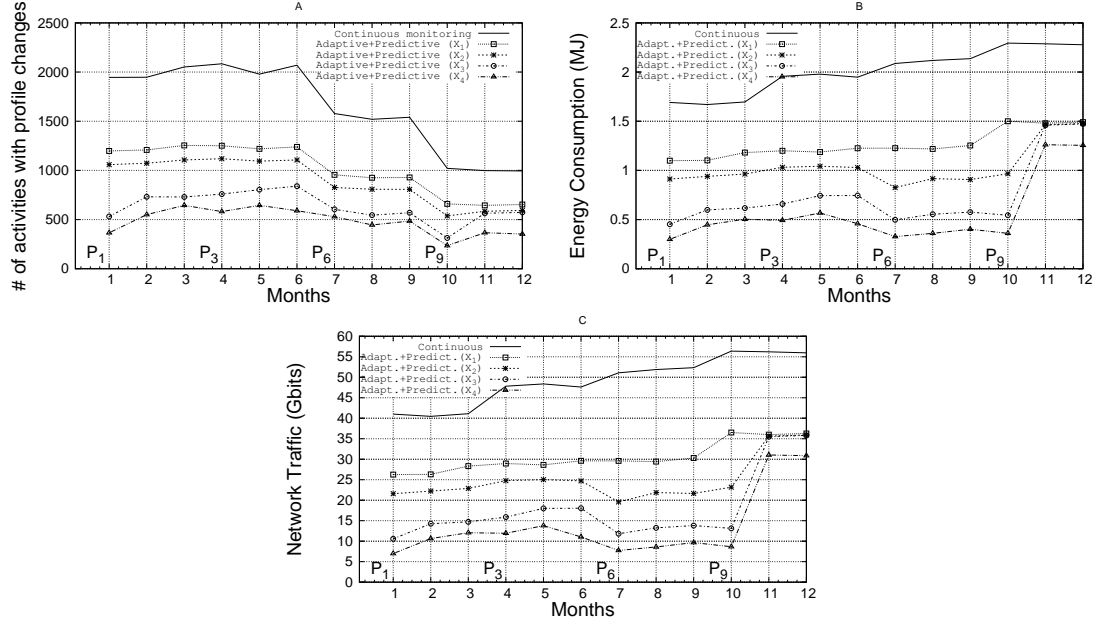 A
# of activities with profile changes
2500
2000
1500
1000
500
0
Continuous monitoring
Adaptive+Predictive (X1)
Adaptive+Predictive (X2)
Adaptive+Predictive (X3)
Adaptive+Predictive (X4)
P1 P3 P6 P9
1 2 3 4 5 6 7 8 9 10 11 12
Months
B
Energy Consumption (MJ)
2.5
2
1.5
1
0.5
0
Continuous
Adapt.+Predict.(X1)
Adapt.+Predict.(X2)
Adapt.+Predict.(X3)
Adapt.+Predict.(X4)
P1 P3 P6 P9
1 2 3 4 5 6 7 8 9 10 11 12
Months
C
Network Traffic (Gbits)
60
55
50
45
40
35
30
25
20
15
10
5
0
Continuous
Adapt.+Predict.(X1)
Adapt.+Predict.(X2)
Adapt.+Predict.(X3)
Adapt.+Predict.(X4)
P1 P3 P6 P9
1 2 3 4 5 6 7 8 9 10 11 12
Months